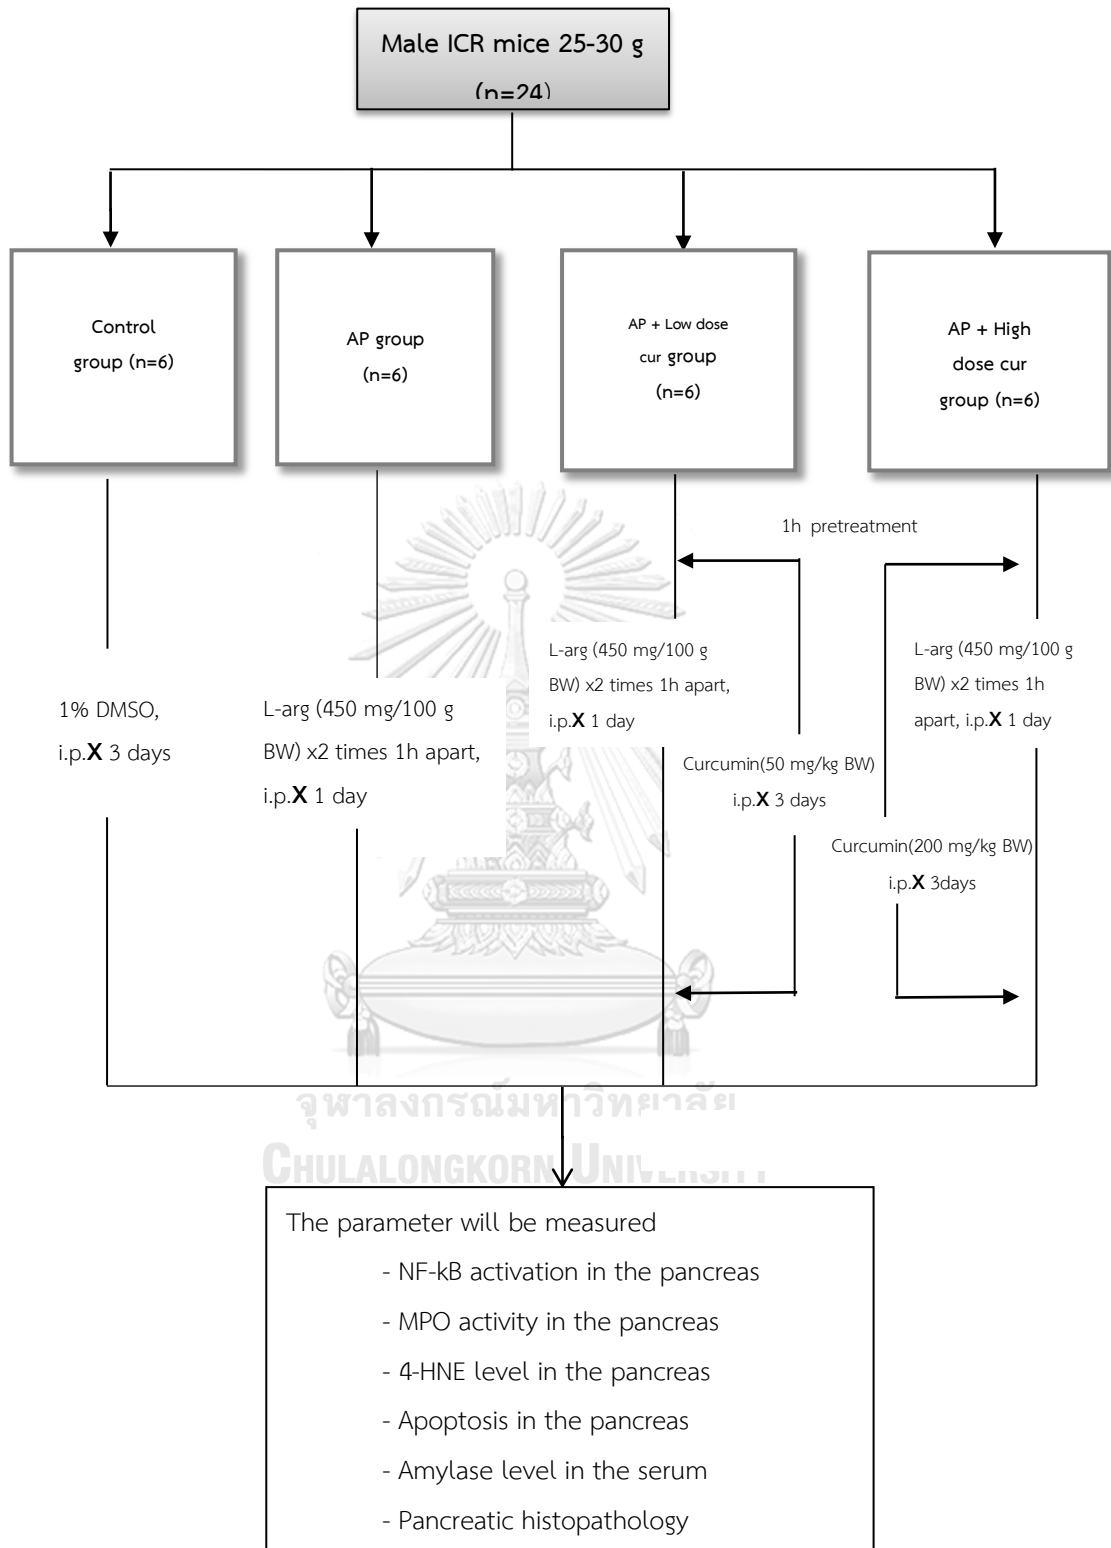 Male ICR mice 25-30 g
(n=24)
Control
group (n=6)
AP group
(n=6)
AP + Low dose
cur group
(n=6)
AP + High
dose cur
group (n=6)
1h pretreatment
1% DMSO,
i.p.X 3 days
L-arg (450 mg/100 g
BW) x2 times 1h apart,
i.p.X 1 day
L-arg (450 mg/100 g
BW) x2 times 1h apart,
i.p.X 1 day
Curcumin(50 mg/kg BW)
i.p.X 3 days
L-arg (450 mg/100 g
BW) x2 times 1h
apart, i.p.X 1 day
Curcumin(200 mg/kg BW)
i.p.X 3days
จุฬาลงกรณ์มหาวิทยาลัย
CHULALONGKORN UNIVERSITY
The parameter will be measured
- NF-kB activation in the pancreas
- MPO activity in the pancreas
- 4-HNE level in the pancreas
- Apoptosis in the pancreas
- Amylase level in the serum
- Pancreatic histopathology